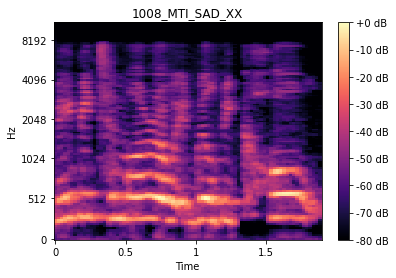 1008_MTI_SAD_XX
+0 dB
8192
-10 dB
4096
-20 dB
-30 dB
2048
-40 dB
Hz
1024
-50 dB
512
-60 dB
-70 dB
0
-80 dB
0
0.5
1
1.5
Time